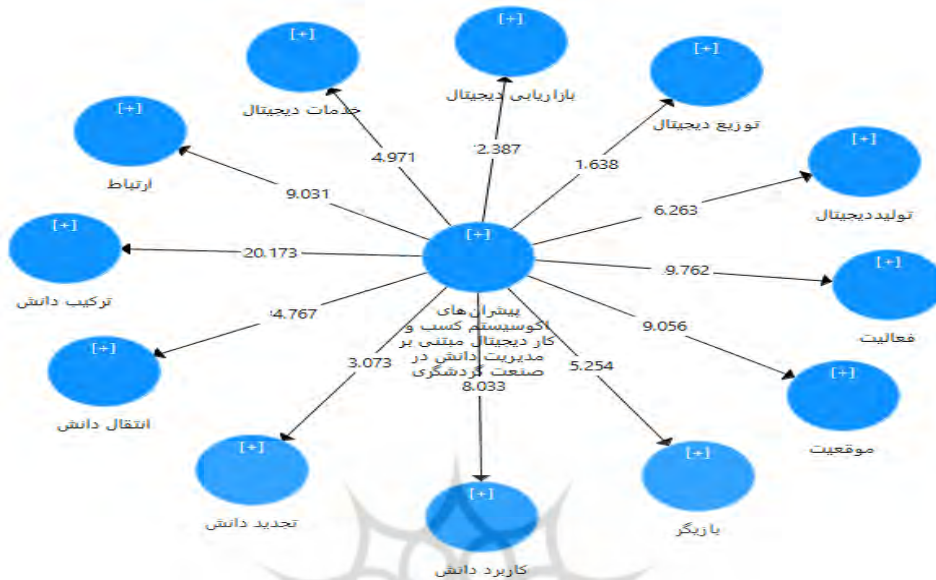 [+]
بازاریابی دیجیتال
[+]
خدمات دیجیتال
[+]
توزیع دیجیتال
[+]
ارتباط
[+]
تولیددیجیتال
[+]
ترکیب دانش
[+]
فعالیت
[+]
انتقال دانش
[+]
موقعیت
[+]
تجدید دانش
[+]
بازیگر
[+]
کاربرد دانش
[+]
پیشران‌های
اکوسیستم کسب و
کار دیجیتال مبتنی بر
مدیریت دانش در
صنعت گردشگری
4.971
2.387
1.638
9.031
6.263
20.173
9.762
4.767
9.056
3.073
8.033
5.254